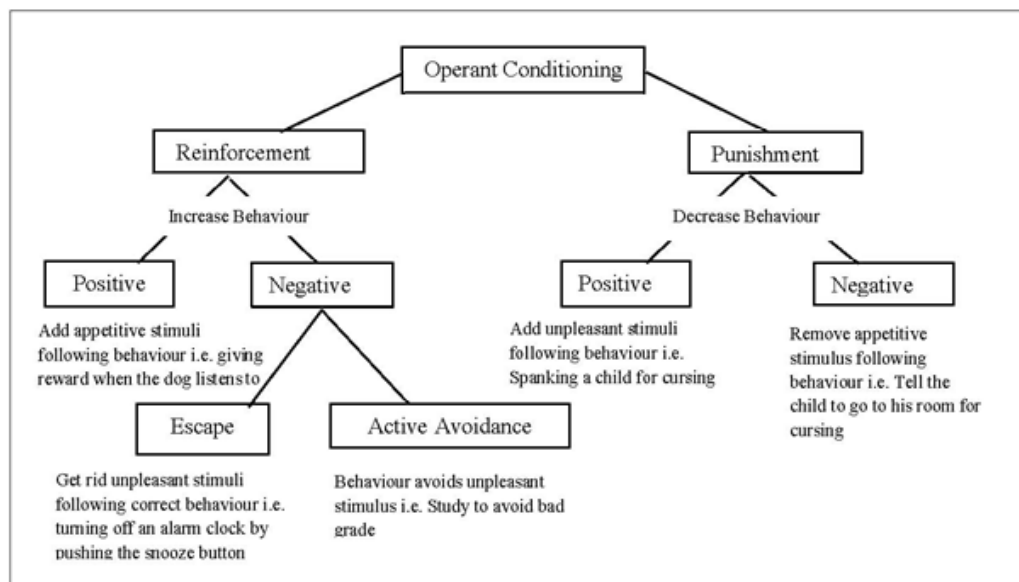 Operant Conditioning
Reinforcement
Punishment
Increase Behaviour
Decrease Behaviour
Positive
Negative
Positive
Negative
Add appetitive stimuli
following behaviour i.e. giving
reward when the dog listens to
Add unpleasant stimuli
following behaviour i.e.
Spanking a child for cursing
Remove appetitive
stimulus following
behaviour i.e. Tell the
child to go to his room for
cursing
Escape
Active Avoidance
Get rid unpleasant stimuli
following correct behaviour i.e.
turning off an alarm clock by
pushing the snooze button
Behaviour avoids unpleasant
stimulus i.e. Study to avoid bad
grade